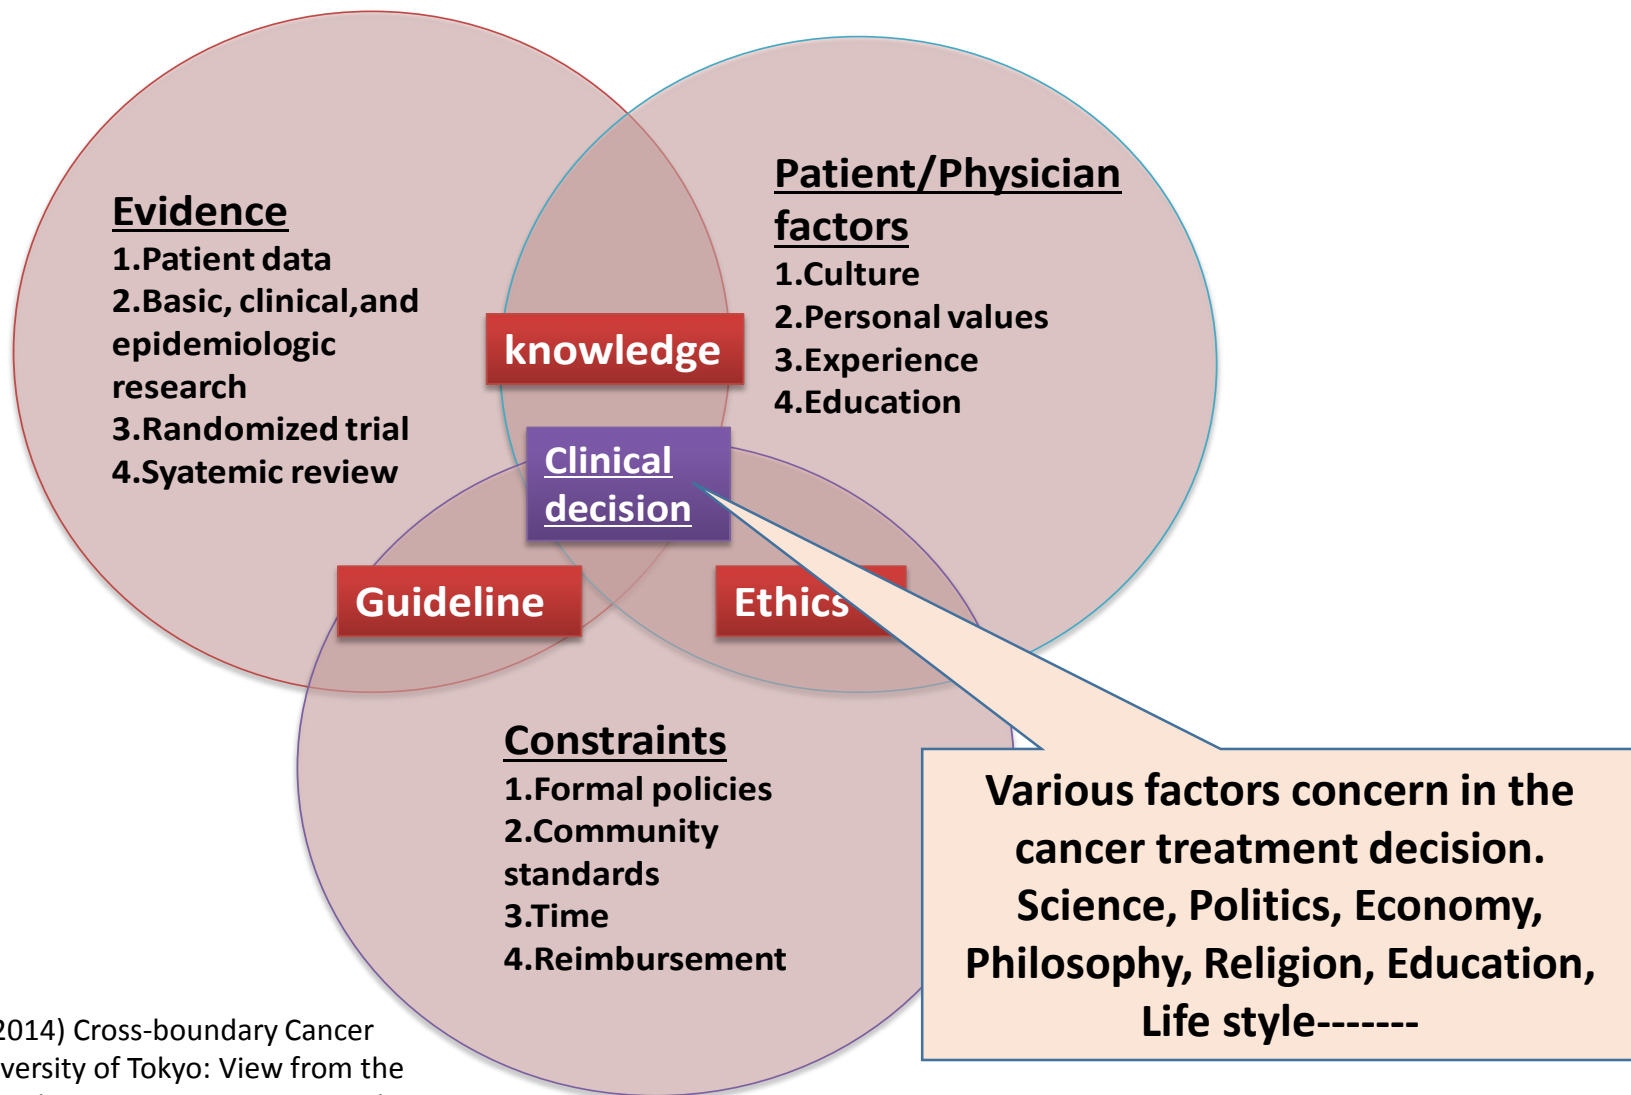 Evidence
1.Patient data
2.Basic, clinical,and
epidemiologic
research
3.Randomized trial
4.Syatemic review
Patient/Physician
factors
1.Culture
2.Personal values
3.Experience
4.Education
knowledge
Clinical
decision
Guideline
Ethics
Constraints
1.Formal policies
2.Community
standards
3.Time
4.Reimbursement
Various factors concern in the
cancer treatment decision.
Science, Politics, Economy,
Philosophy, Religion, Education,
Life style-------
2014) Cross-boundary Cancer
versity of Tokyo: View from the